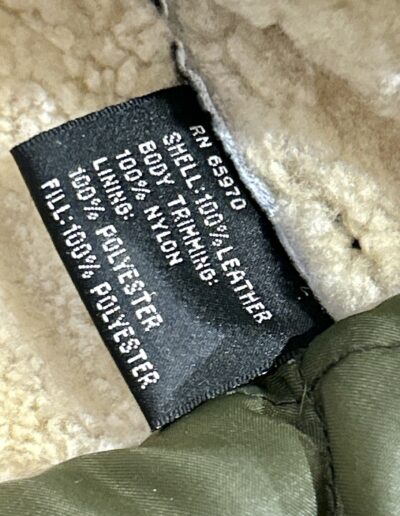 RN 65970
SHELL:100% LEATHER
BODY TRIMMING:
100% NYLON
LINING:
100% POLYESTER
FILL:100% POLYESTER